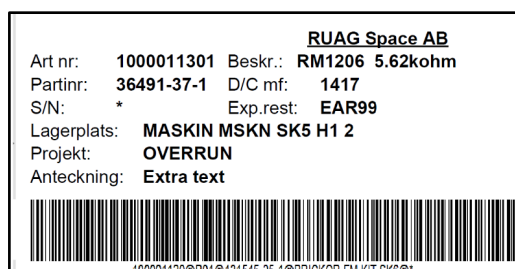 RUAG Space AB
Art nr: 1000011301 Beskr.: RM1206 5.62kohm
Partinr: 36491-37-1 D/C mf: 1417
S/N: * Exp.rest: EAR99
Lagerplats: MASKIN MSKN SK5 H1 2
Projekt: OVERRUN
Anteckning: Extra text